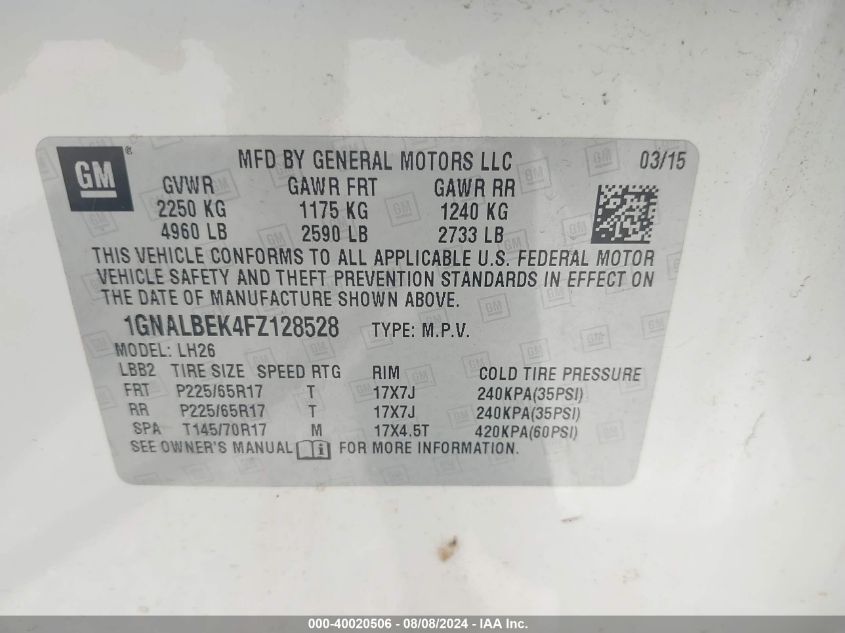 GM ® MFD BY GENERAL MOTORS LLC 03/15
GVWR GAWR FRT GAWR RR
2250 KG 1175 KG 1240 KG
4960 LB 2590 LB 2733 LB
THIS VEHICLE CONFORMS TO ALL APPLICABLE U.S. FEDERAL MOTOR
VEHICLE SAFETY AND THEFT PREVENTION STANDARDS IN EFFECT ON
THE DATE OF MANUFACTURE SHOWN ABOVE.
1GNALBEK4FZ128528 TYPE: M.P.V.
MODEL: LH26
LBB2 TIRE SIZE SPEED RTG RIM COLD TIRE PRESSURE
FRT P225/65R17 T 17X7J 240KPA(35PSI)
RR P225/65R17 T 17X7J 240KPA(35PSI)
SPA T145/70R17 M 17X4.5T 420KPA(60PSI)
SEE OWNER'S MANUAL i FOR MORE INFORMATION.
000-40020506 - 08/08/2024 - IAA Inc.